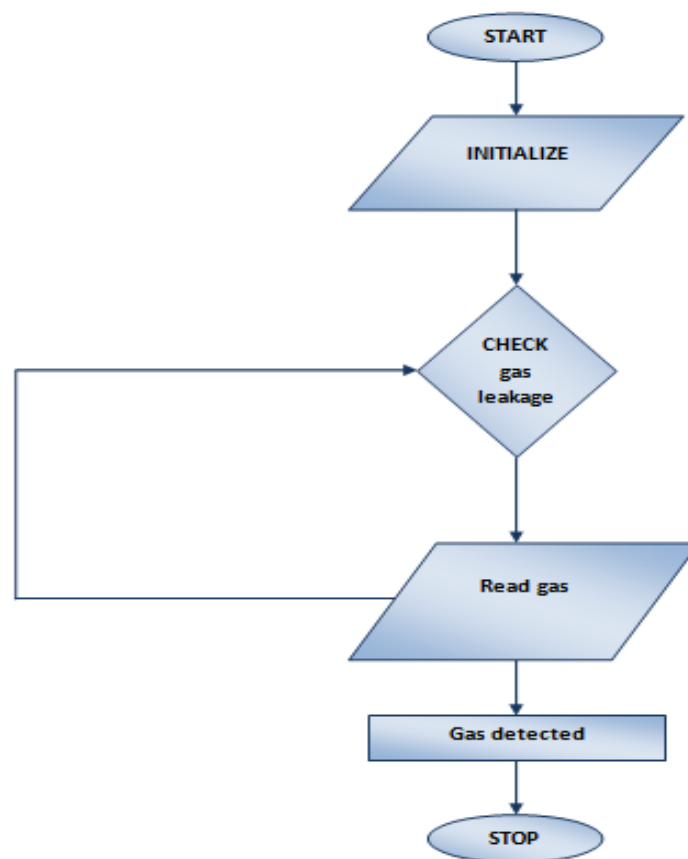 START
INITIALIZE
CHECK
gas
leakage
Read gas
Gas detected
STOP